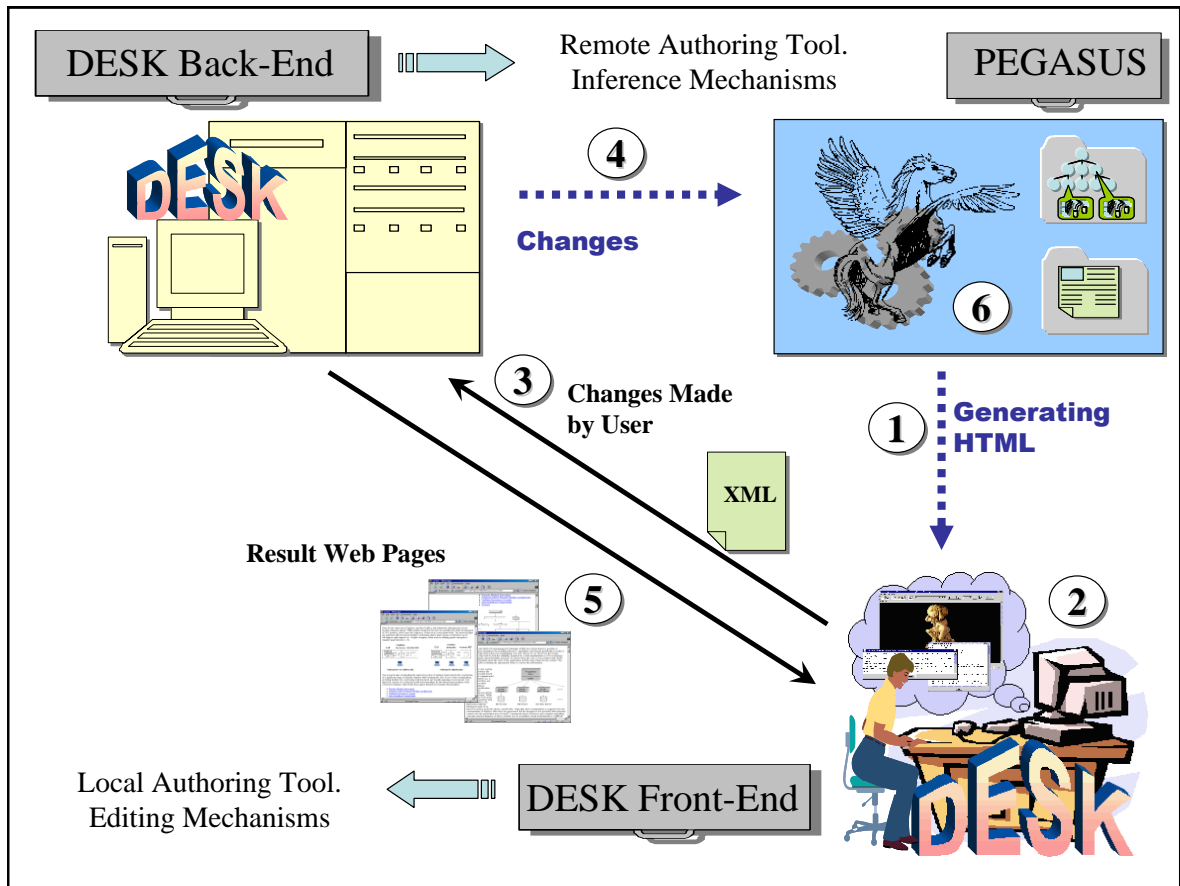 DESK Back-End
Remote Authoring Tool.
Inference Mechanisms
PEGASUS
DESK
4
Changes
6
3
Changes Made
by User
1
Generating
HTML
XML
Result Web Pages
5
2
Local Authoring Tool.
Editing Mechanisms
DESK Front-End
DESK